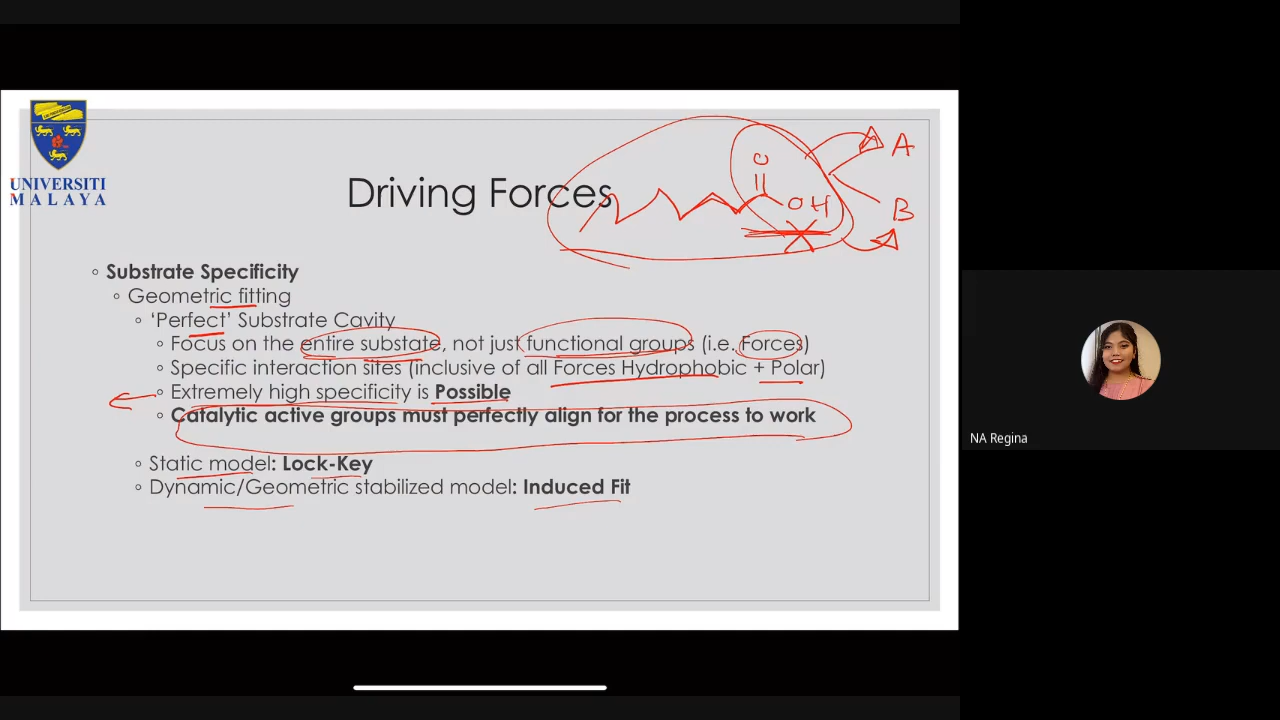 UNIVERSITI
MALAYA
Driving Forces
O
OH
A
B
Substrate Specificity
Geometric fitting
‘Perfect’ Substrate Cavity
Focus on the entire substate, not just functional groups (i.e. Forces)
Specific interaction sites (inclusive of all Forces Hydrophobic + Polar)
Extremely high specificity is Possible
Catalytic active groups must perfectly align for the process to work
Static model: Lock-Key
Dynamic/Geometric stabilized model: Induced Fit
NA Regina